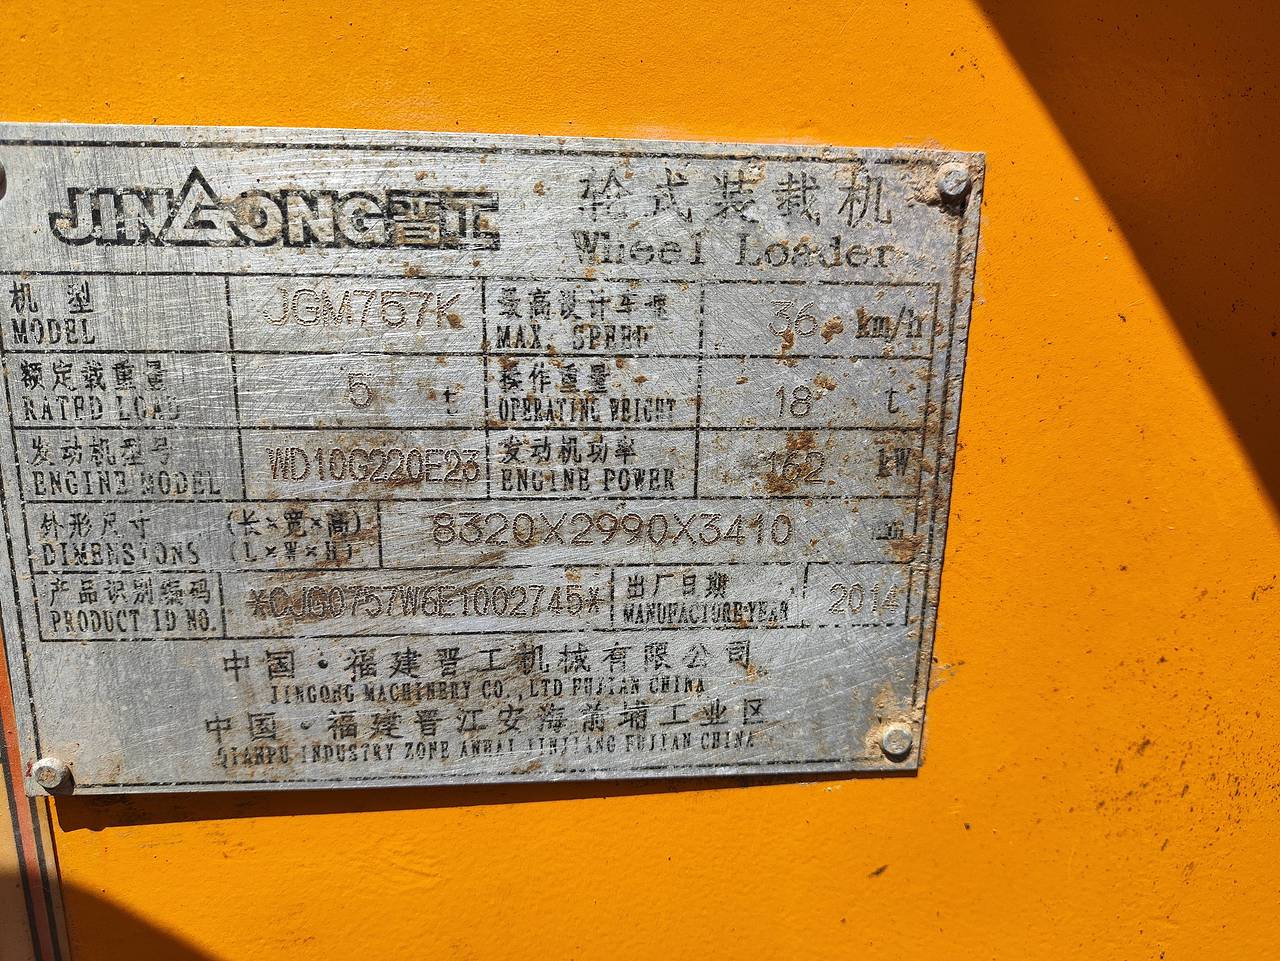 JINGONG晋工 轮式装载机
Wheel Loader
机型 JGM757K 最高设计车速 36 km/h
MODEL MAX. SPEED
额定载重量 5 t 操作重量 18 t
RATED LOAD OPERATING WEIGHT
发动机型号 WD10G220E23 发动机功率 162 kW
ENGINE MODEL ENGINE POWER
外形尺寸 (长×宽×高) 8320X2990X3410 mm
DIMENSIONS (L×W×H)
产品识别编码 *CJG0757W6E1002745* 出厂日期 2014
PRODUCT ID NO. MANUFACTORE YEAR
中国·福建晋工机械有限公司
JINGONG MACHINERY CO.,LTD FUJIAN CHINA
中国·福建晋江安海前埔工业区
QIANPU INDUSTRY ZONE ANHAI JINJIANG FUJIAN CHINA